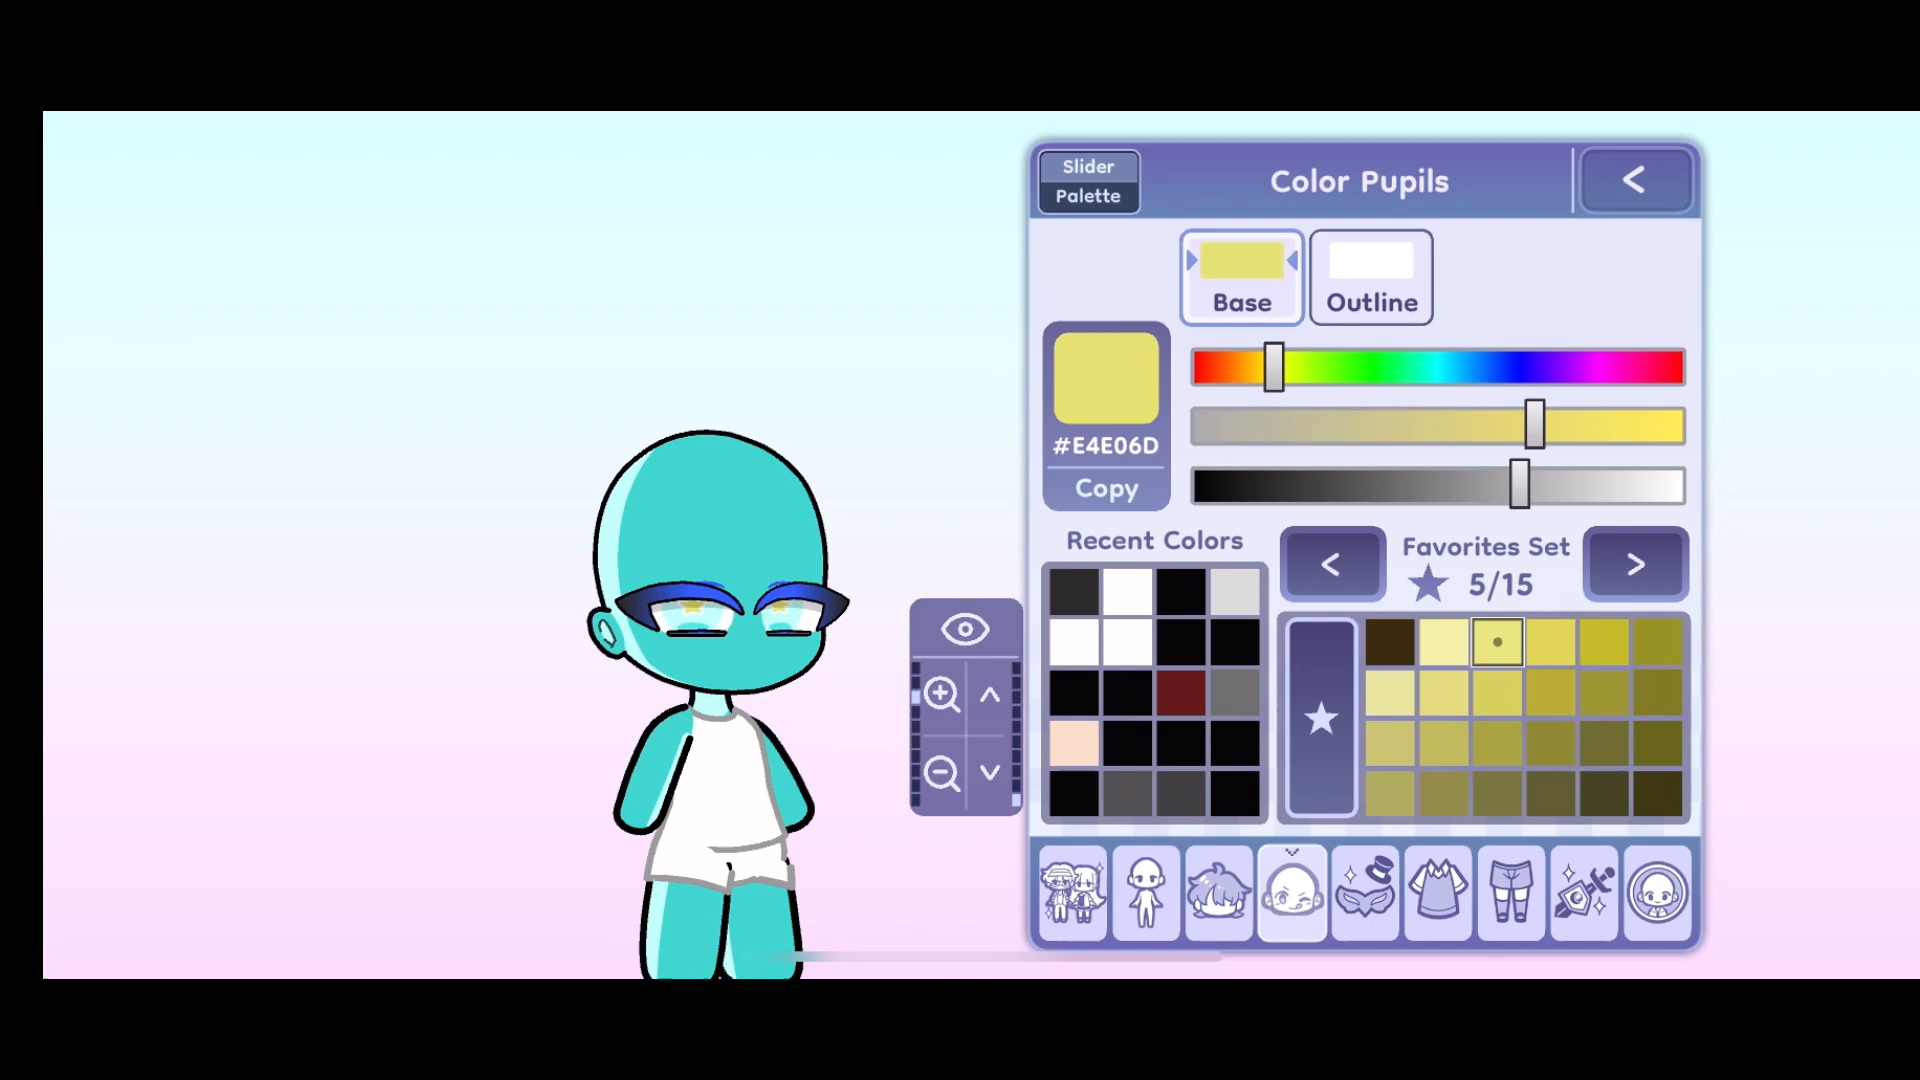 Slider
Palette
Color Pupils
<
Base
Outline
#E4E06D
Copy
Recent Colors
<
Favorites Set
5/15
>